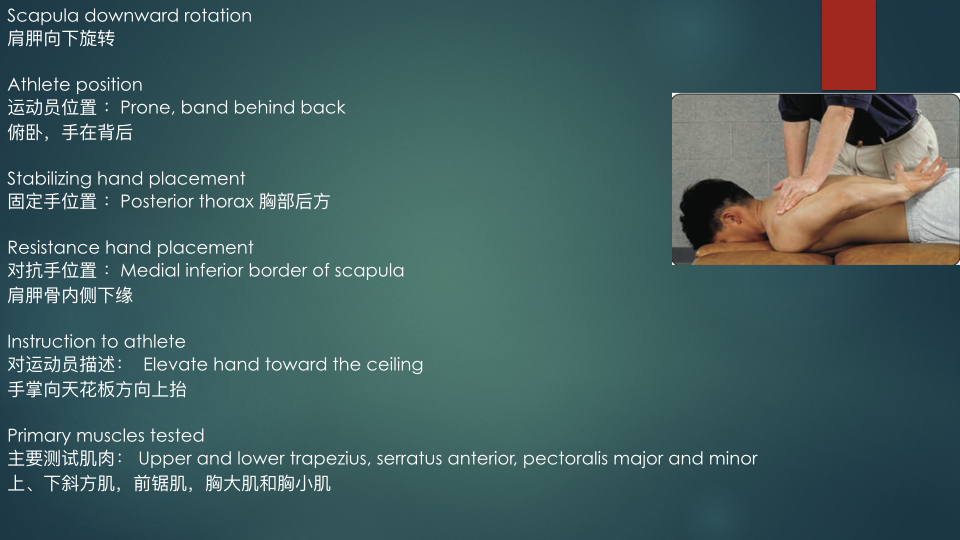 Scapula downward rotation
肩胛向下旋转
Athlete position
运动员位置： Prone, band behind back
俯卧，手在背后
Stabilizing hand placement
固定手位置： Posterior thorax 胸部后方
Resistance hand placement
对抗手位置： Medial inferior border of scapula
肩胛骨内侧下缘
Instruction to athlete
对运动员描述： Elevate hand toward the ceiling
手掌向天花板方向上抬
Primary muscles tested
主要测试肌肉： Upper and lower trapezius, serratus anterior, pectoralis major and minor
上、下斜方肌，前锯肌，胸大肌和胸小肌